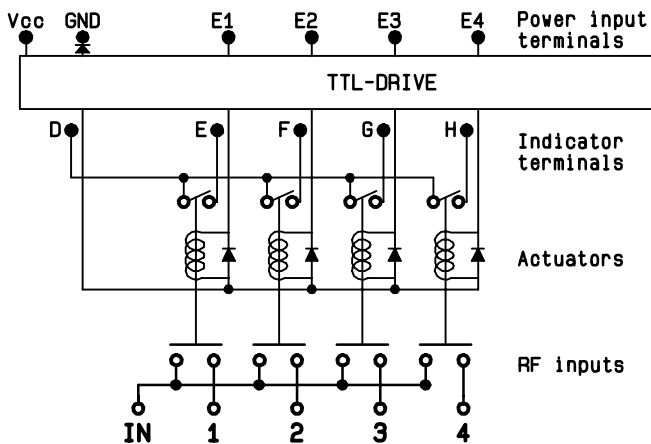 Vcc GND E1 E2 E3 E4 Power input
terminals
TTL-DRIVE
D E F G H Indicator
terminals
Actuators
RF inputs
IN 1 2 3 4